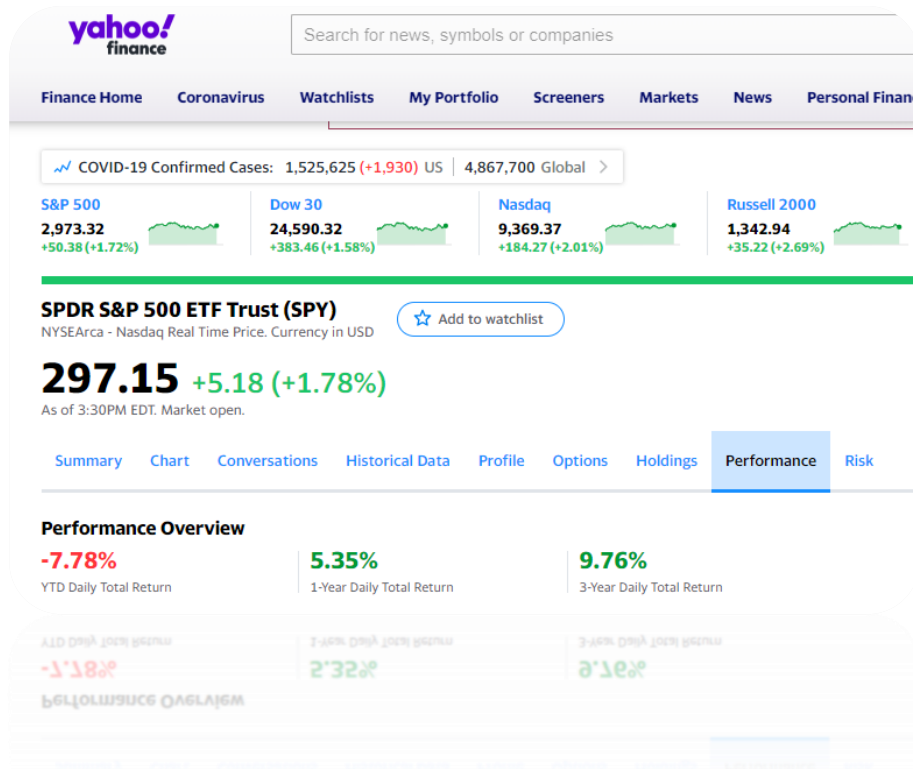 yahoo!
finance
Search for news, symbols or companies
Finance Home Coronavirus Watchlists My Portfolio Screeners Markets News Personal Finan
COVID-19 Confirmed Cases: 1,525,625 (+1,930) US 4,867,700 Global
S&P 500 Dow 30 Nasdaq Russell 2000
2,973.32 24,590.32 9,369.37 1,342.94
+50.38 (+1.72%) +383.46 (+1.58%) +184.27 (+2.01%) +35.22 (+2.69%)
SPDR S&P 500 ETF Trust (SPY)
Add to watchlist
NYSEArca - Nasdaq Real Time Price. Currency in USD
297.15 +5.18 (+1.78%)
As of 3:30PM EDT. Market open.
Summary Chart Conversations Historical Data Profile Options Holdings Performance Risk
Performance Overview
-7.78% 5.35% 9.76%
YTD Daily Total Return 1-Year Daily Total Return 3-Year Daily Total Return